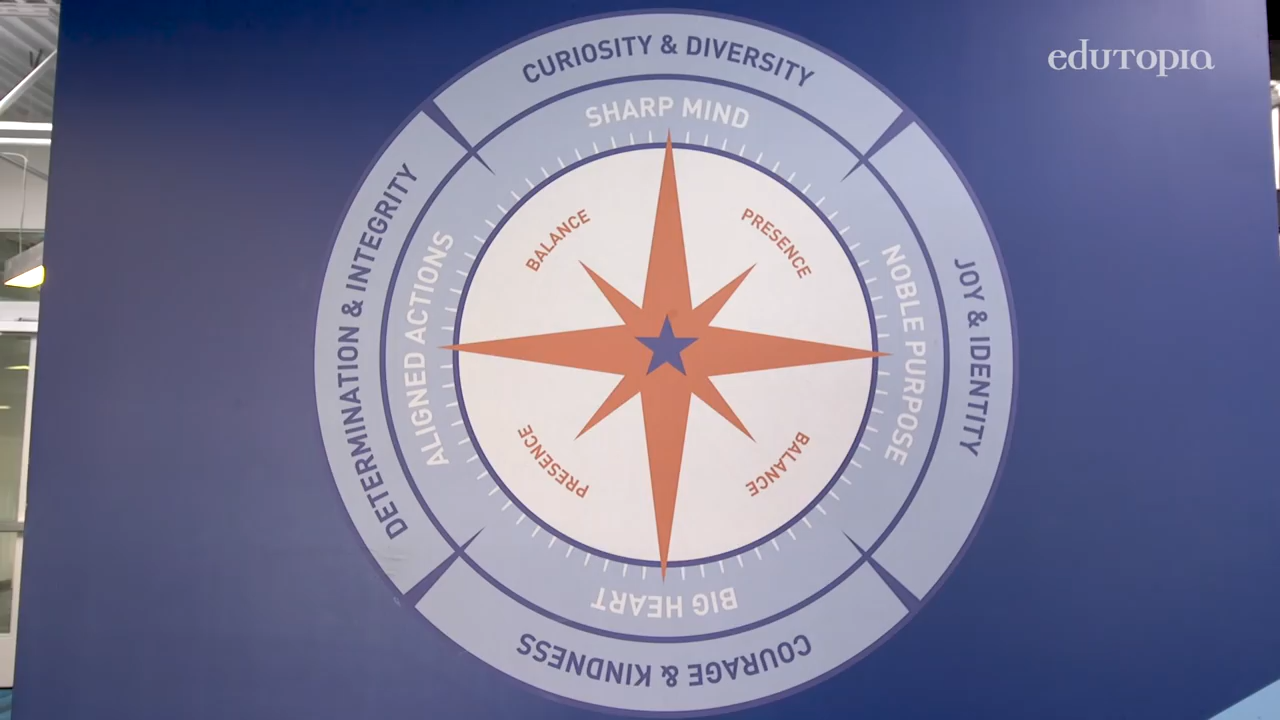 edutopia
CURIOSITY & DIVERSITY
SHARP MIND
BALANCE
PRESENCE
DETERMINATION & INTEGRITY
ALIGNED ACTIONS
NOBLE PURPOSE
JOY & IDENTITY
PRESENCE
BALANCE
BIG HEART
COURAGE & KINDNESS